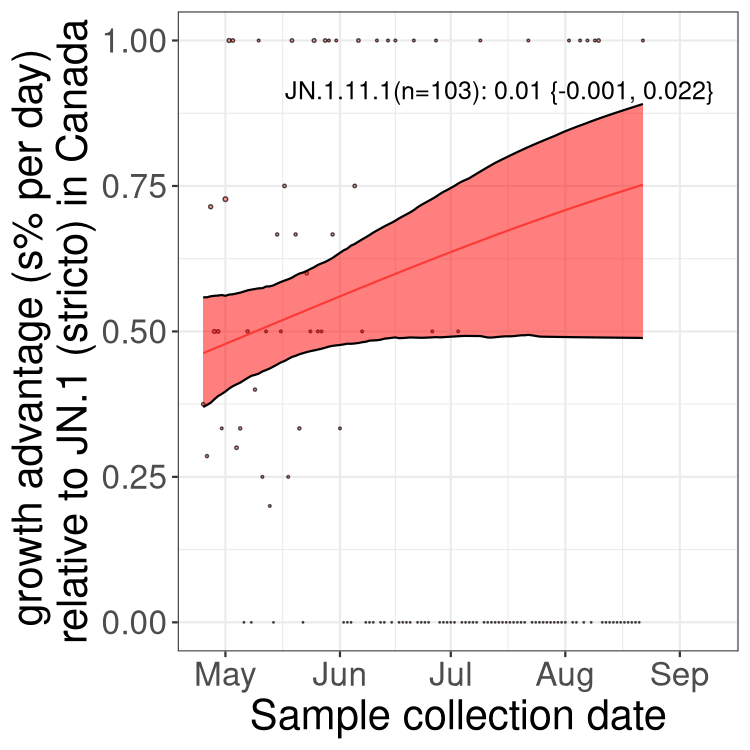 growth advantage (s% per day)
relative to JN.1 (stricto) in Canada
1.00
0.75
0.50
0.25
0.00
JN.1.11.1(n=103): 0.01 {-0.001, 0.022}
May Jun Jul Aug Sep
Sample collection date